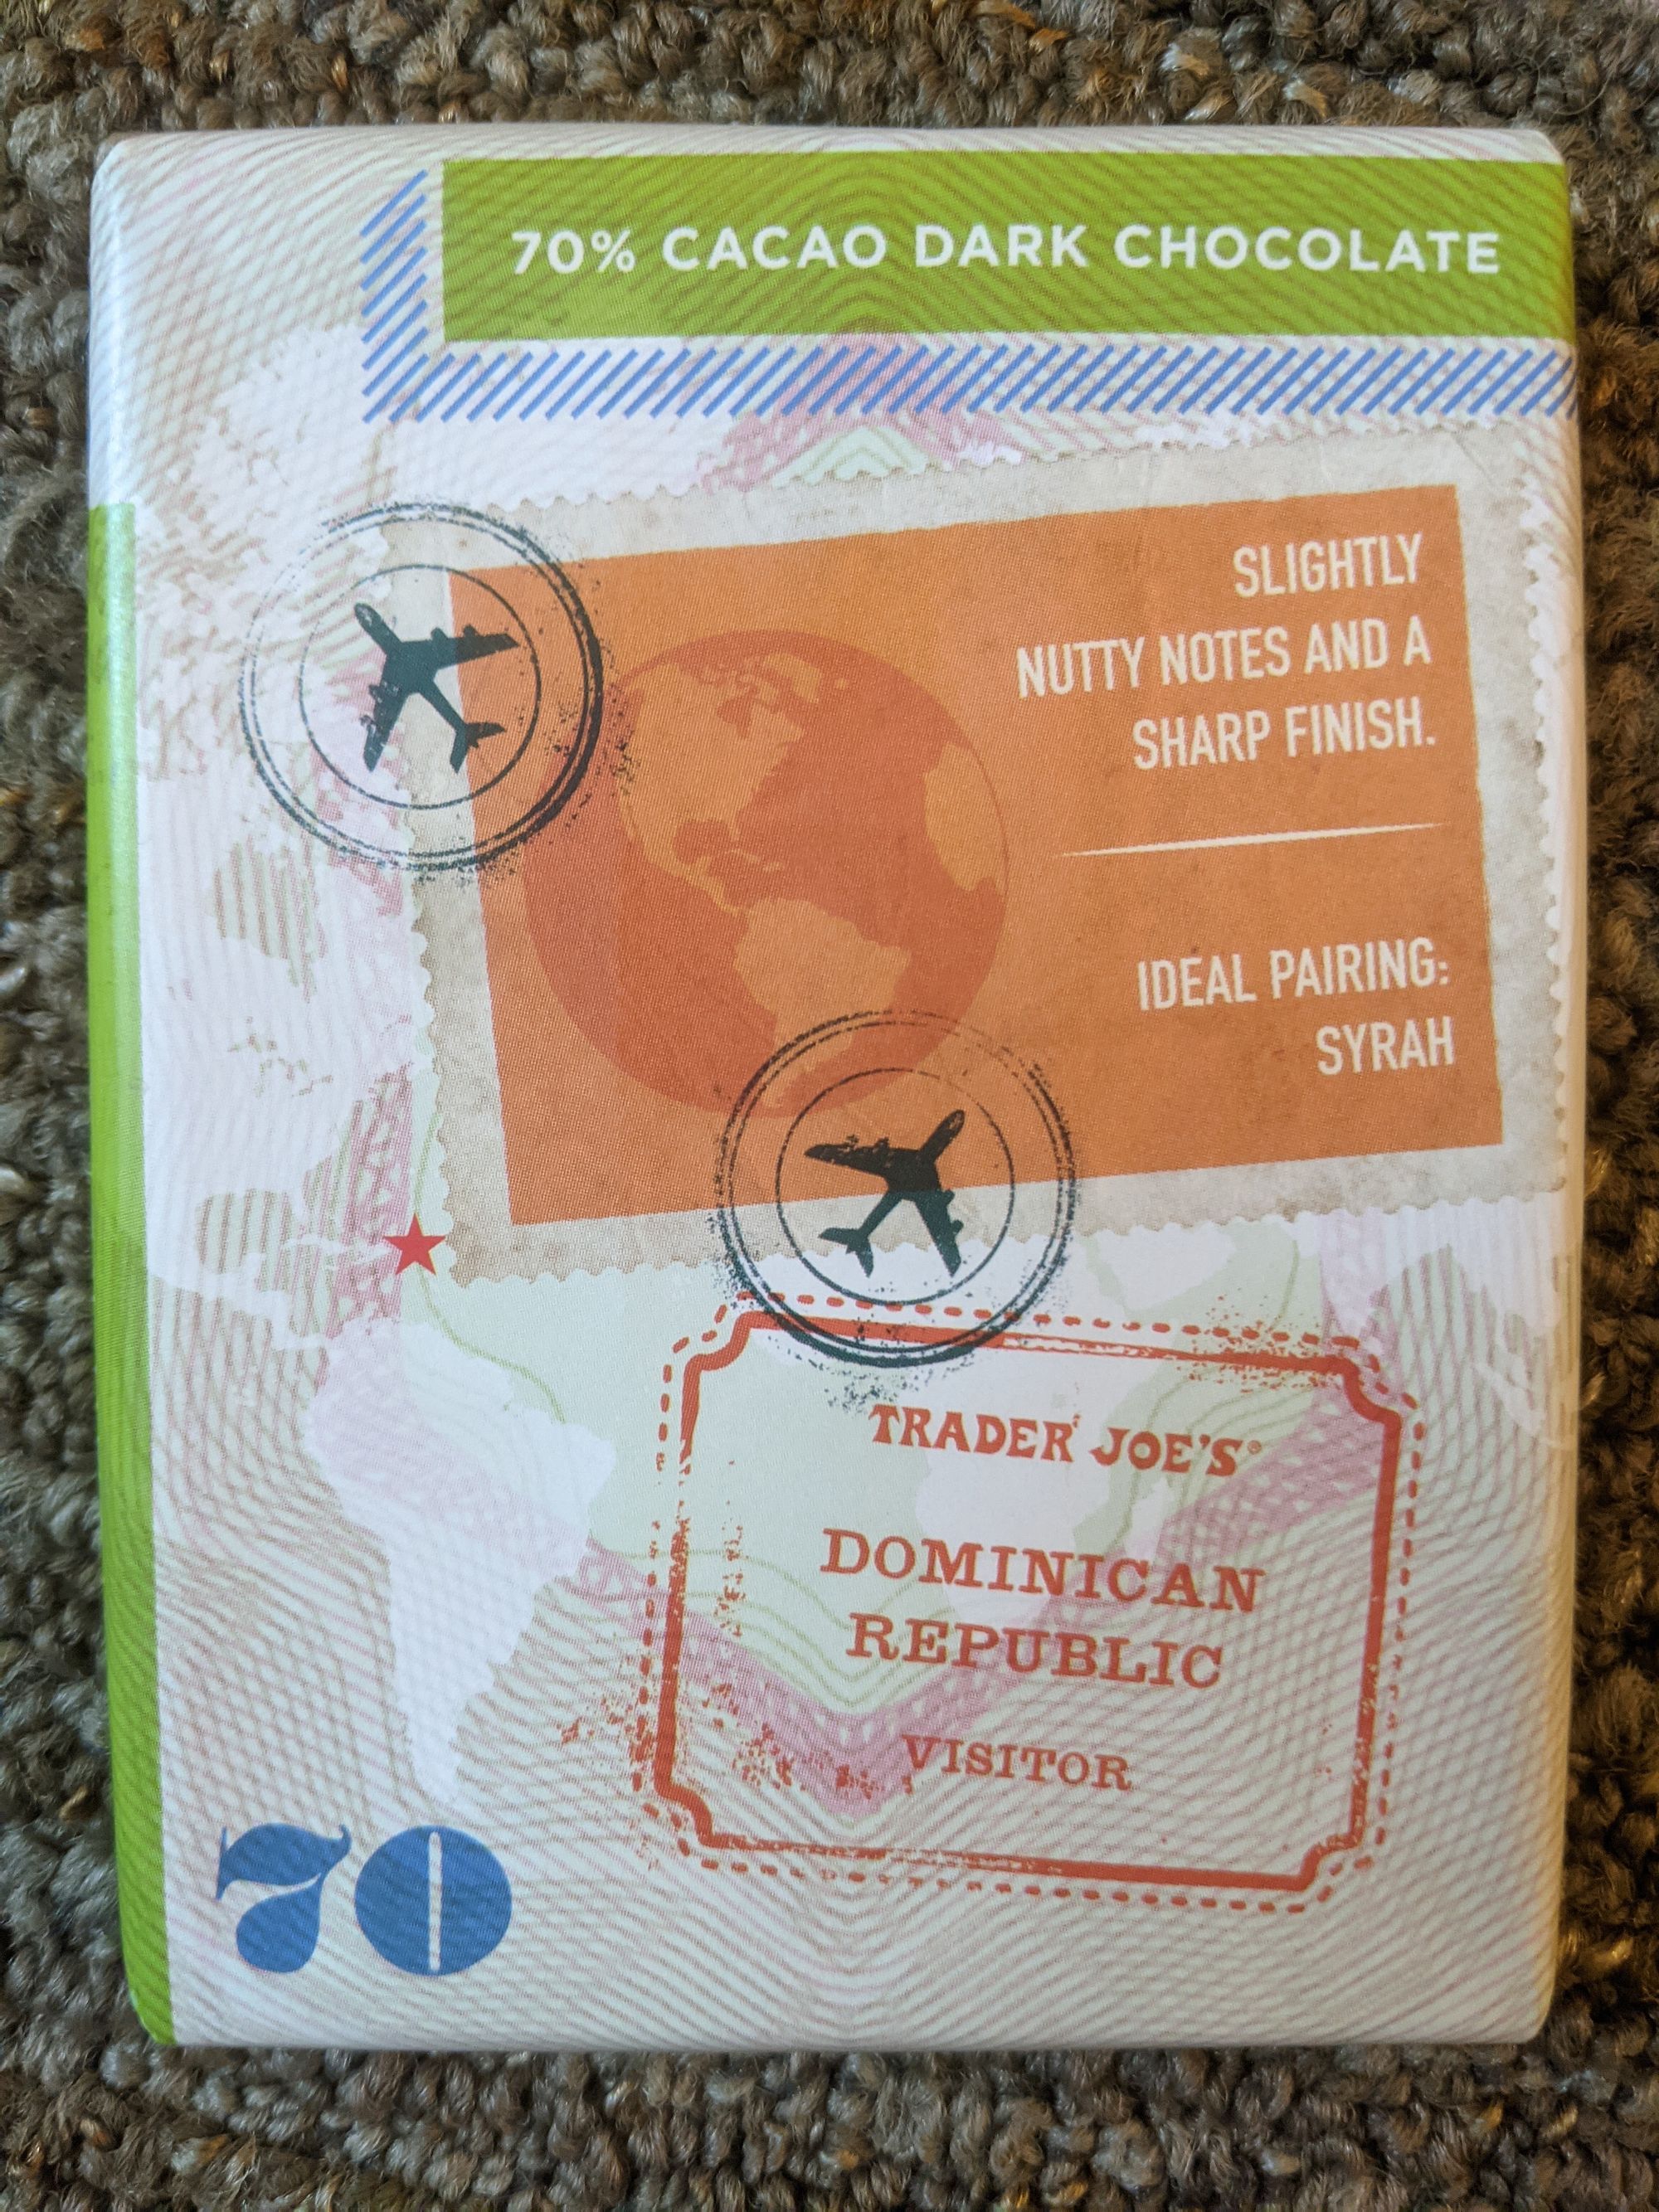 70% CACAO DARK CHOCOLATE
SLIGHTLY
NUTTY NOTES AND A
SHARP FINISH.
IDEAL PAIRING:
SYRAH
TRADER JOE'S®
DOMINICAN
REPUBLIC
VISITOR
70